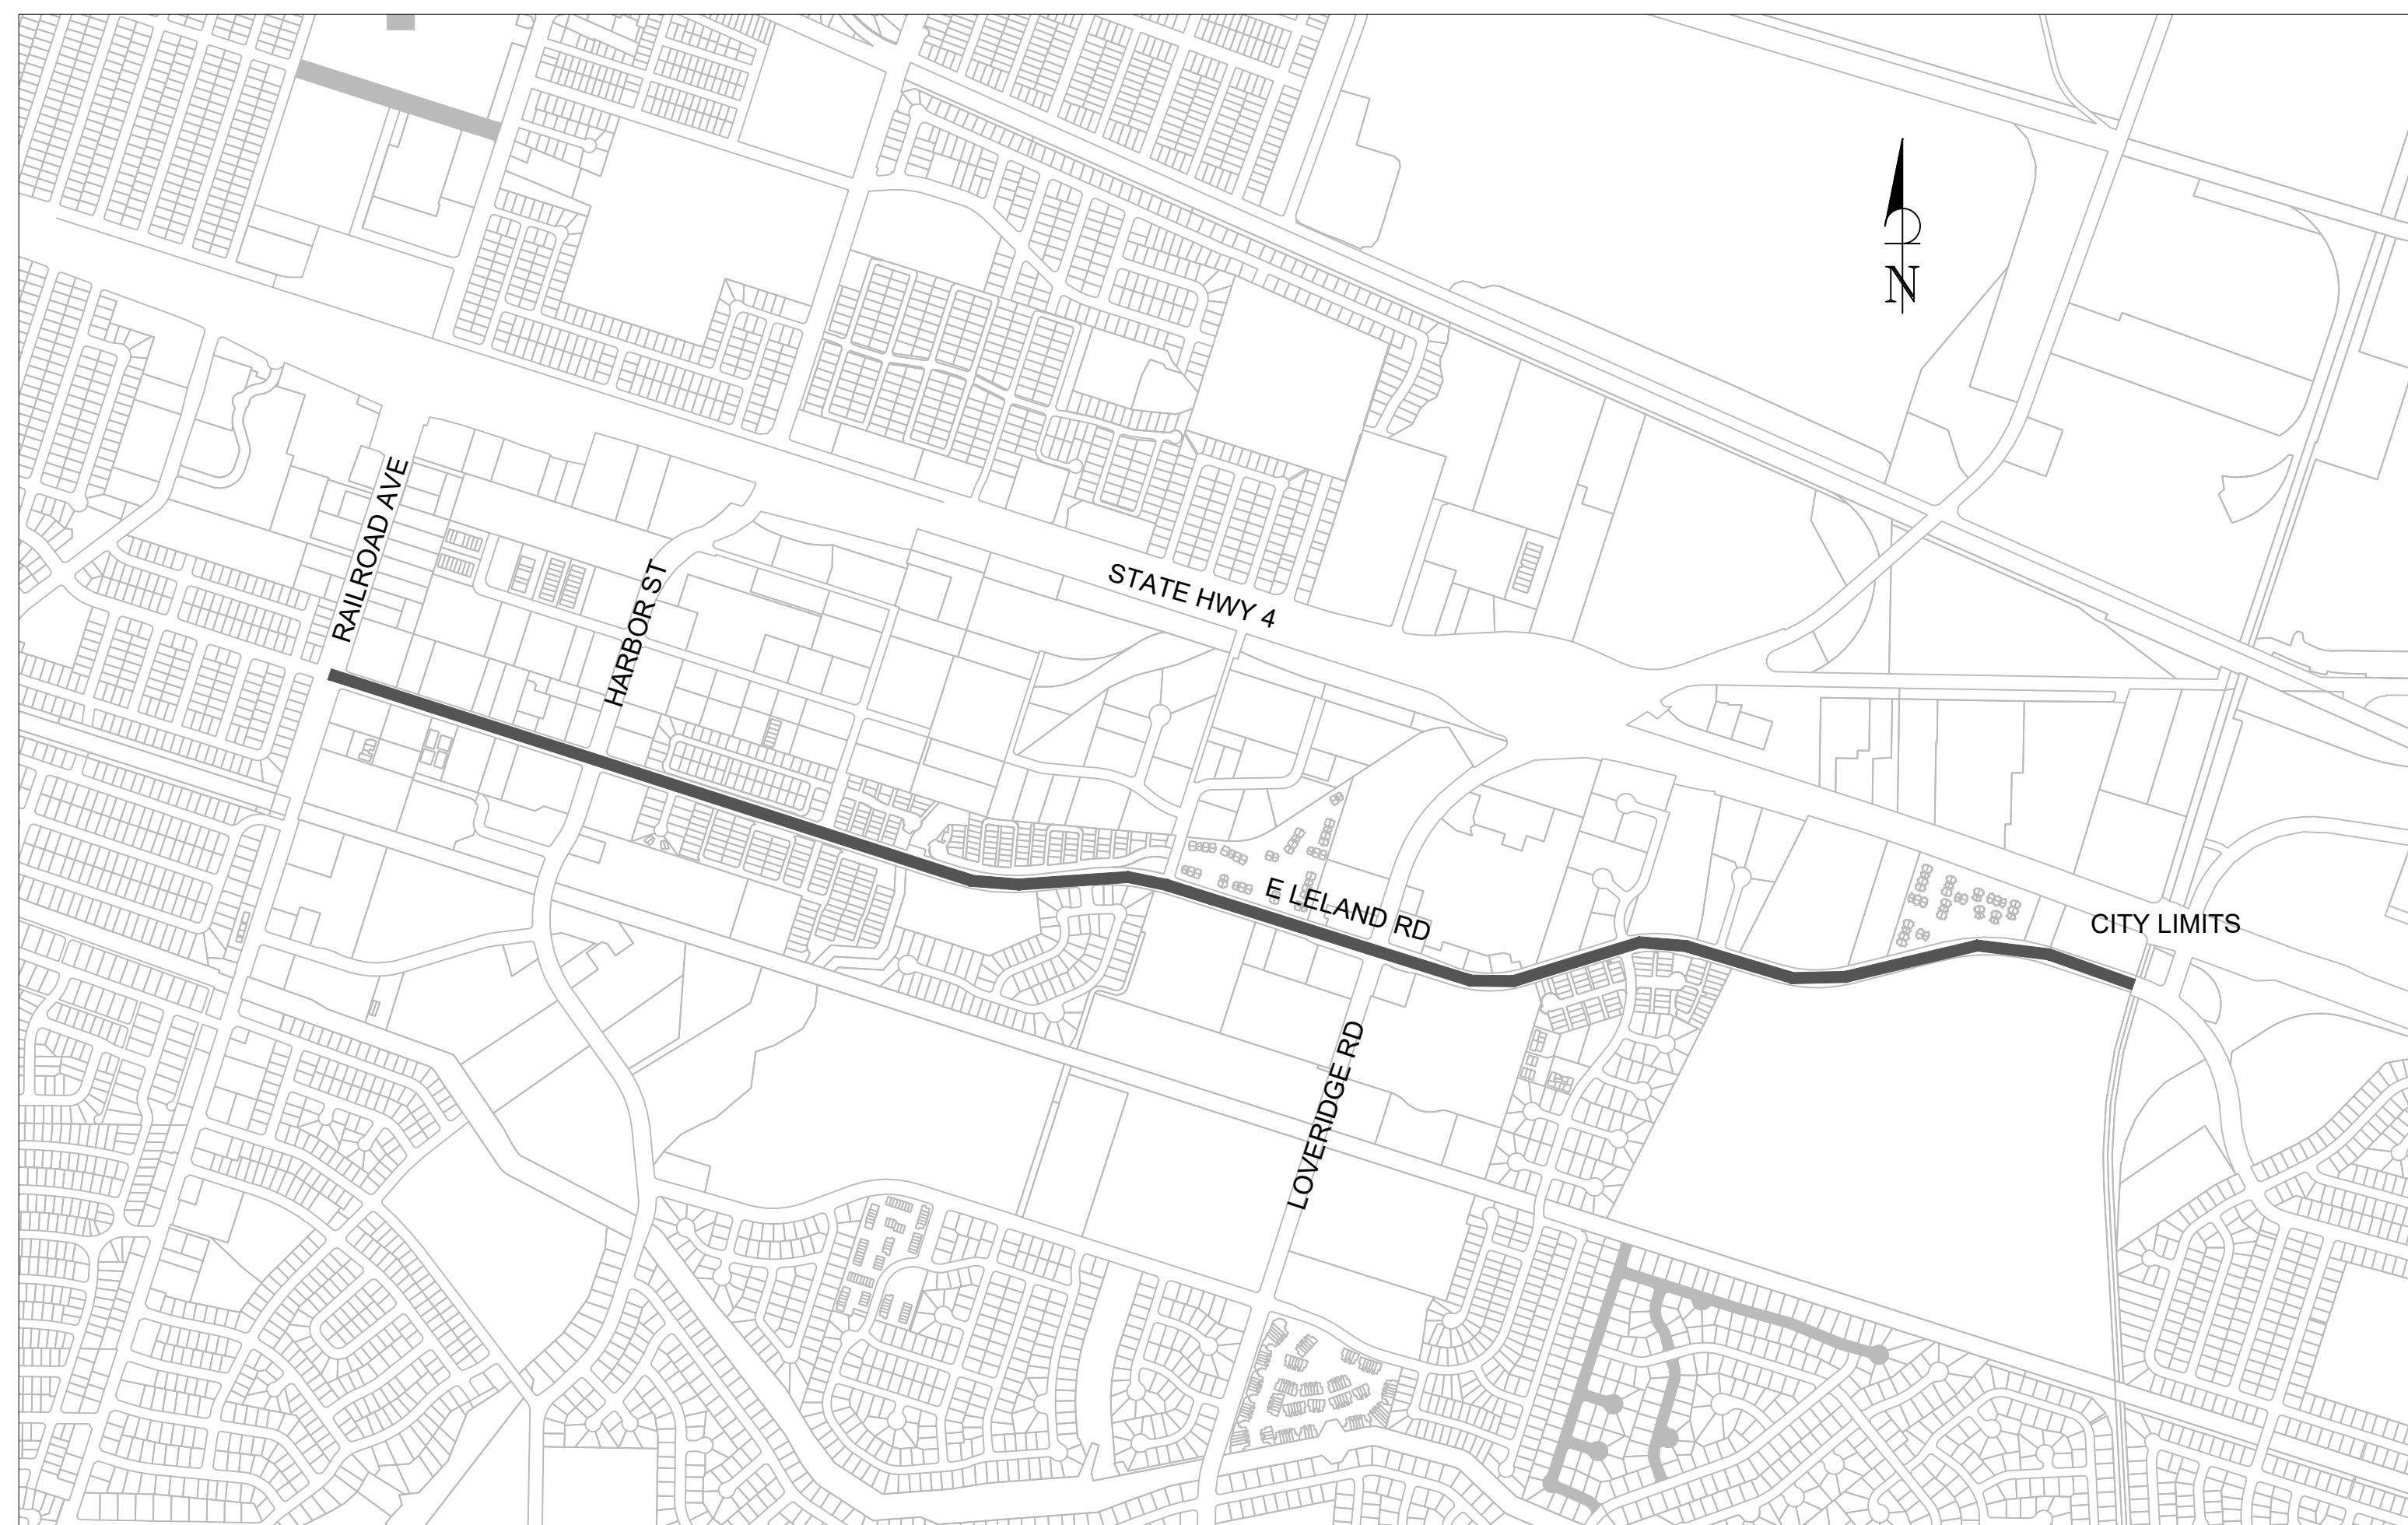 N
RAILROAD AVE
HARBOR ST
STATE HWY 4
E LELAND RD
CITY LIMITS
LOVERIDGE RD